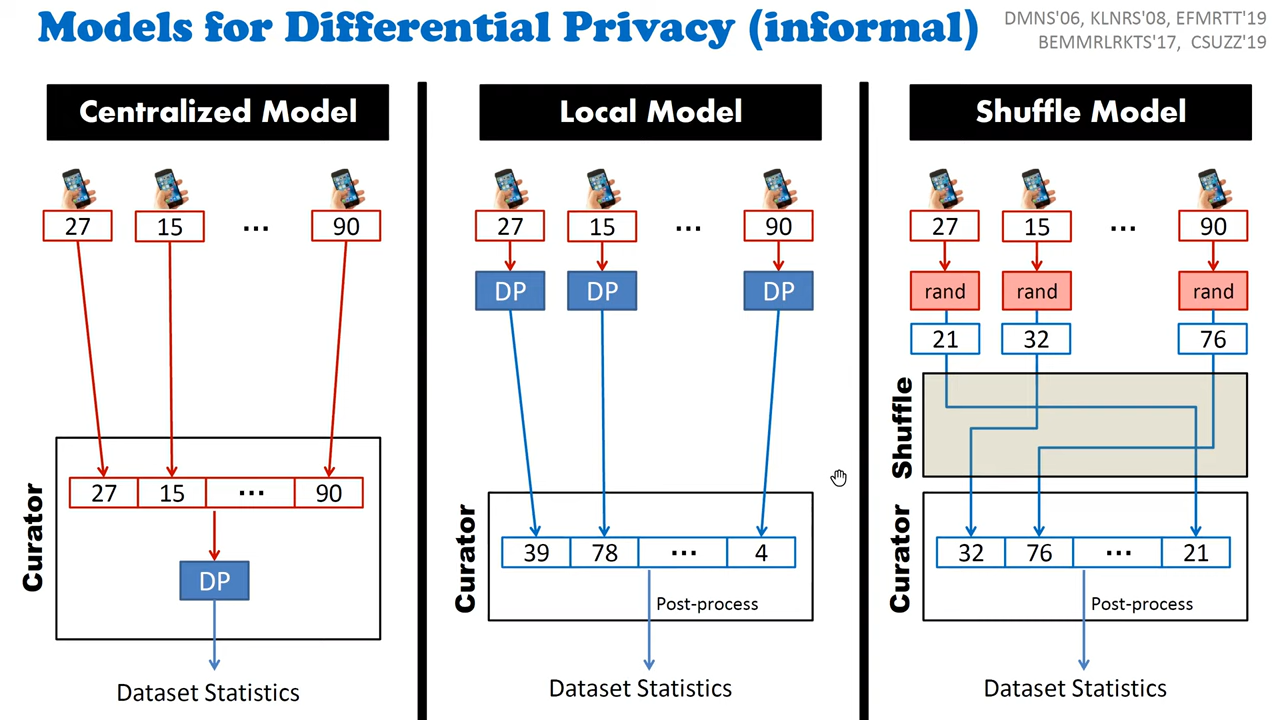 Models for Differential Privacy (informal)
DMNS'06, KLNRS'08, EFMRTT'19
BEMMRLRKTS'17, CSUZZ'19
Centralized Model
27 15 ... 90
Curator
27 15 ... 90
DP
Dataset Statistics
Local Model
27 15 ... 90
DP DP DP
Curator
39 78 ... 4
Post-process
Dataset Statistics
Shuffle Model
27 15 ... 90
rand rand rand
21 32 76
Shuffle
Curator
32 76 ... 21
Post-process
Dataset Statistics